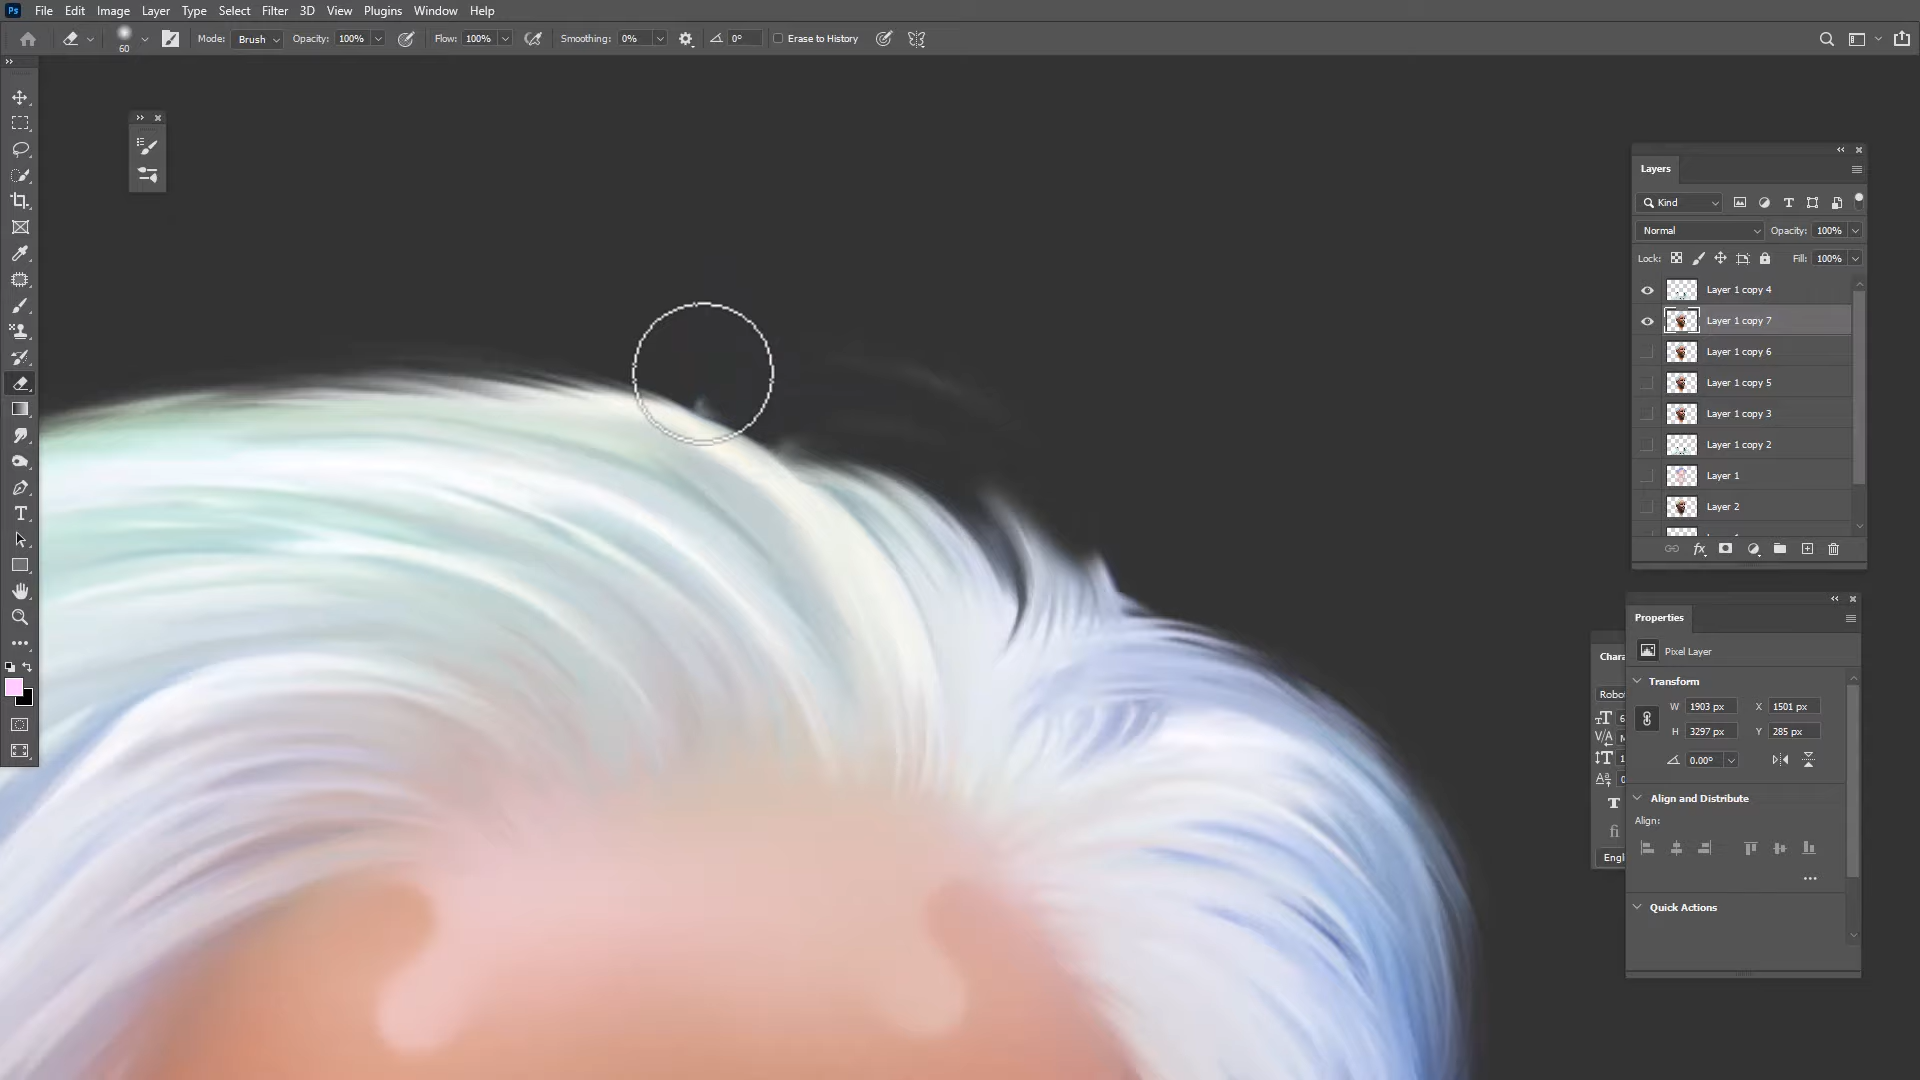 Ps File Edit Image Layer Type Select Filter 3D View Plugins Window Help
60 Mode: Brush Opacity: 100% Flow: 100% Smoothing: 0% 0° Erase to History
Layers
Kind
Normal Opacity: 100%
Lock: Fill: 100%
Layer 1 copy 4
Layer 1 copy 7
Layer 1 copy 6
Layer 1 copy 5
Layer 1 copy 3
Layer 1 copy 2
Layer 1
Layer 2
fx
Properties
Chara
Pixel Layer
Transform
Robo
W 1903 px X 1501 px
H 3297 px Y 285 px
0.00°
Align and Distribute
Align:
T
fi
Engl
Quick Actions